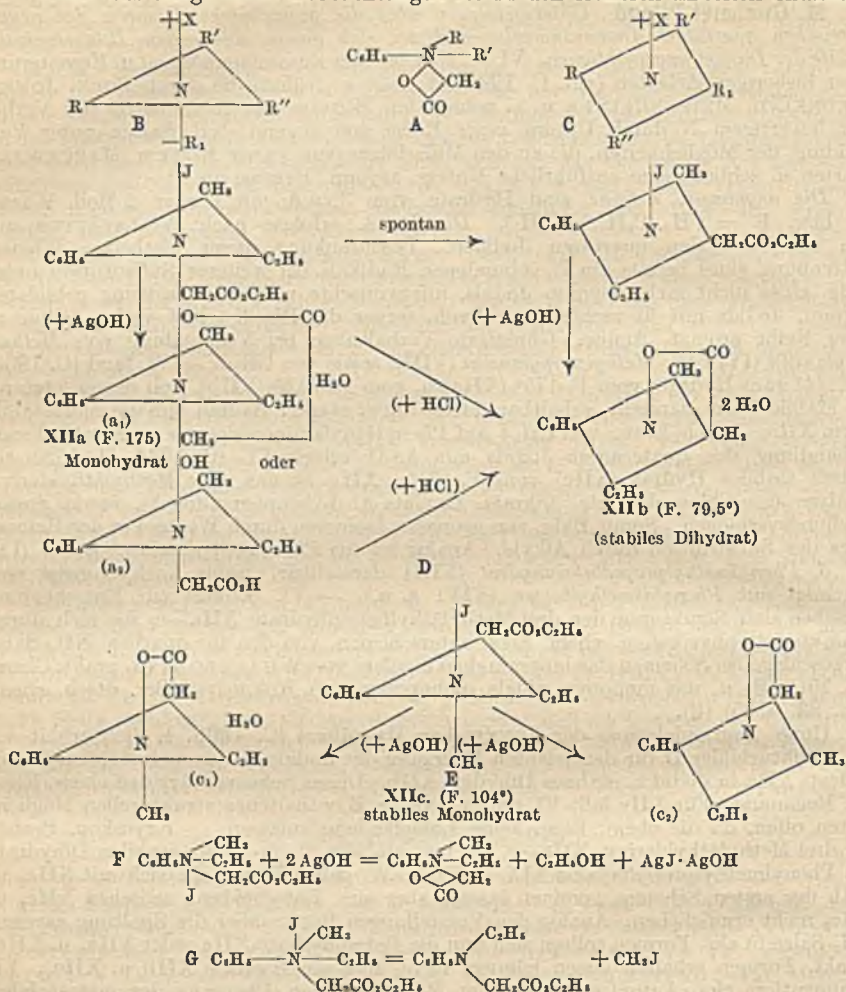 +X R'
N
R R''
B
—R₁
C₆H₅—N—R
R'
O CH₂
CO
A
+X R'
R N R₁
C
R''
J
CH₃
N
C₆H₅ C₂H₅
CH₂CO₂C₂H₅
spontan
J CH₃
C₆H₅ N
CH₂CO₂C₂H₅
C₂H₅
(+AgOH)
(+AgOH)
O CO
CH₃
N H₂O
C₆H₅ C₂H₅
(a₁)
XIIa (F. 175) CH₂
Monohydrat OH oder
CH₃
N
C₆H₅ C₂H₅
(a₂)
CH₂CO₂H
(+HCl)
(+HCl)
D
O—CO
CH₃
C₆H₅ 2 H₂O
N CH₂
C₂H₅
XIIb (F. 79,5°)
(stabiles Dihydrat)
J
CH₂CO₂C₂H₅
N
C₆H₅ C₂H₅
CH₃
E
(+AgOH) (+AgOH)
XIIc. (F. 104°)
stabiles Monohydrat
O—CO
CH₂
H₂O
C₆H₅ N C₂H₅
(c₁)
CH₃
O—CO
CH₂
C₆H₅ N CH₃
C₂H₅
(c₂)
F C₆H₅N—CH₃ —C₂H₅ —CH₂CO₂C₂H₅ J + 2 AgOH = C₆H₅N—CH₃ —C₂H₅ O CH₂ CO + C₂H₅OH + AgJ·AgOH
G C₆H₅—N—C₂H₅ J CH₃ CH₂CO₂C₂H₅ = C₆H₅N C₂H₅ CH₂CO₂C₂H₅ + CH₃J